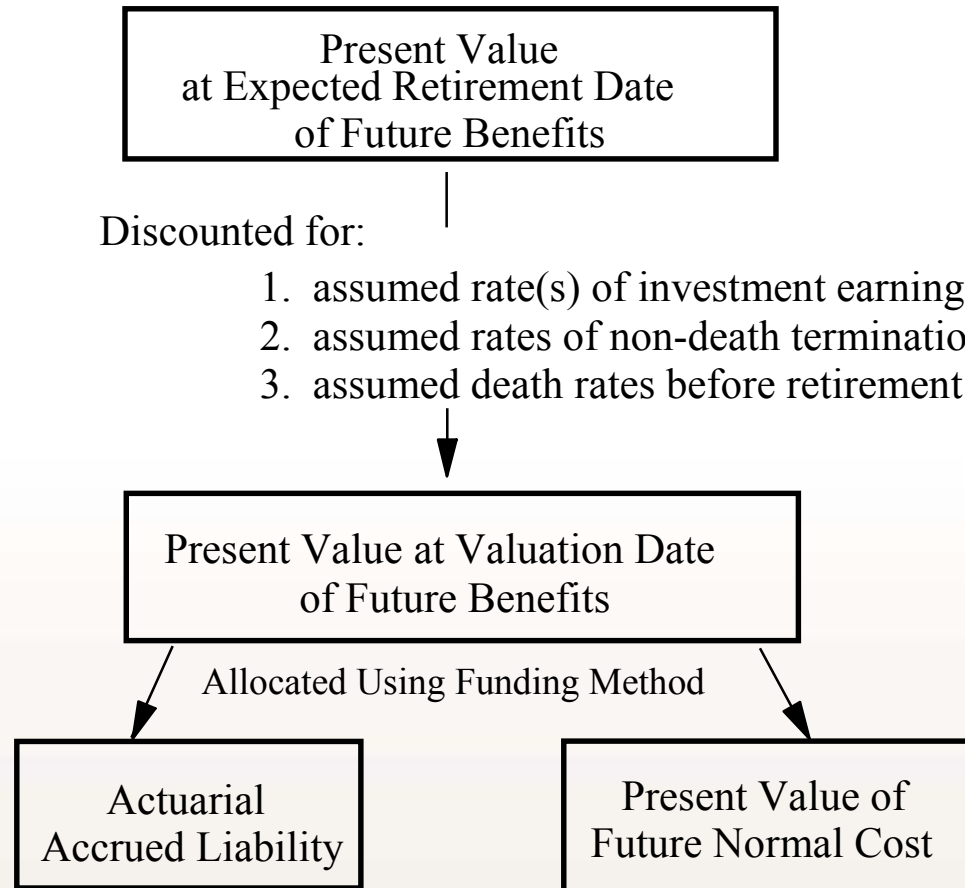 Present Value
at Expected Retirement Date
of Future Benefits
Discounted for:
1. assumed rate(s) of investment earning
2. assumed rates of non-death terminatio
3. assumed death rates before retirement
Present Value at Valuation Date
of Future Benefits
Allocated Using Funding Method
Actuarial
Accrued Liability
Present Value of
Future Normal Cost